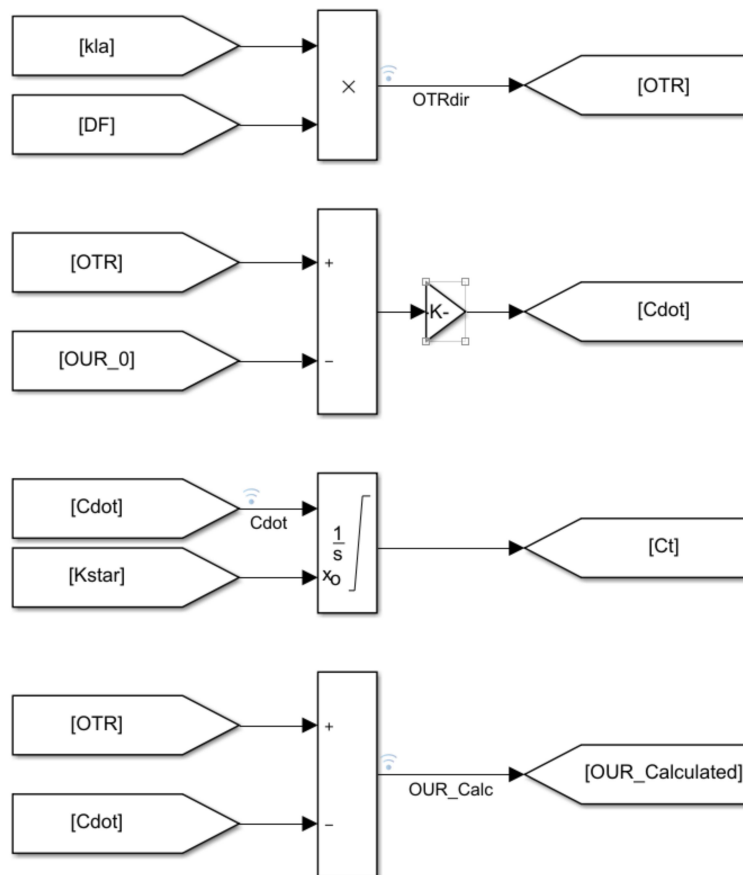 [kla]
[DF]
×
OTRdir
[OTR]
[OTR]
+
[OUR_0]
−
-K-
[Cdot]
[Cdot]
Cdot
[Kstar]
1
s
xo
[Ct]
[OTR]
+
[Cdot]
−
OUR_Calc
[OUR_Calculated]